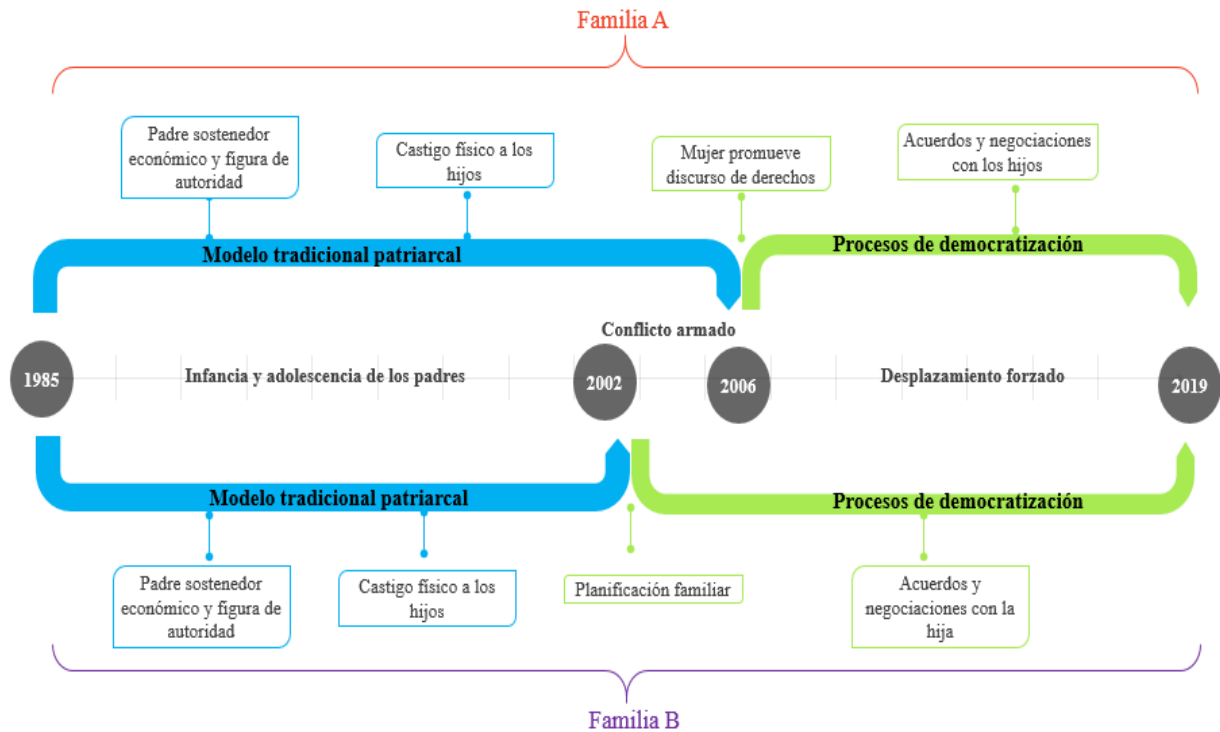 Familia A
Padre sostenedor
económico y figura de
autoridad
Castigo físico a los
hijos
Mujer promueve
discurso de derechos
Acuerdos y negociaciones
con los hijos
Modelo tradicional patriarcal
Procesos de democratización
Conflicto armado
1985
Infancia y adolescencia de los padres
2002
2006
Desplazamiento forzado
2019
Modelo tradicional patriarcal
Procesos de democratización
Padre sostenedor
económico y figura de
autoridad
Castigo físico a los
hijos
Planificación familiar
Acuerdos y
negociaciones con la
hija
Familia B